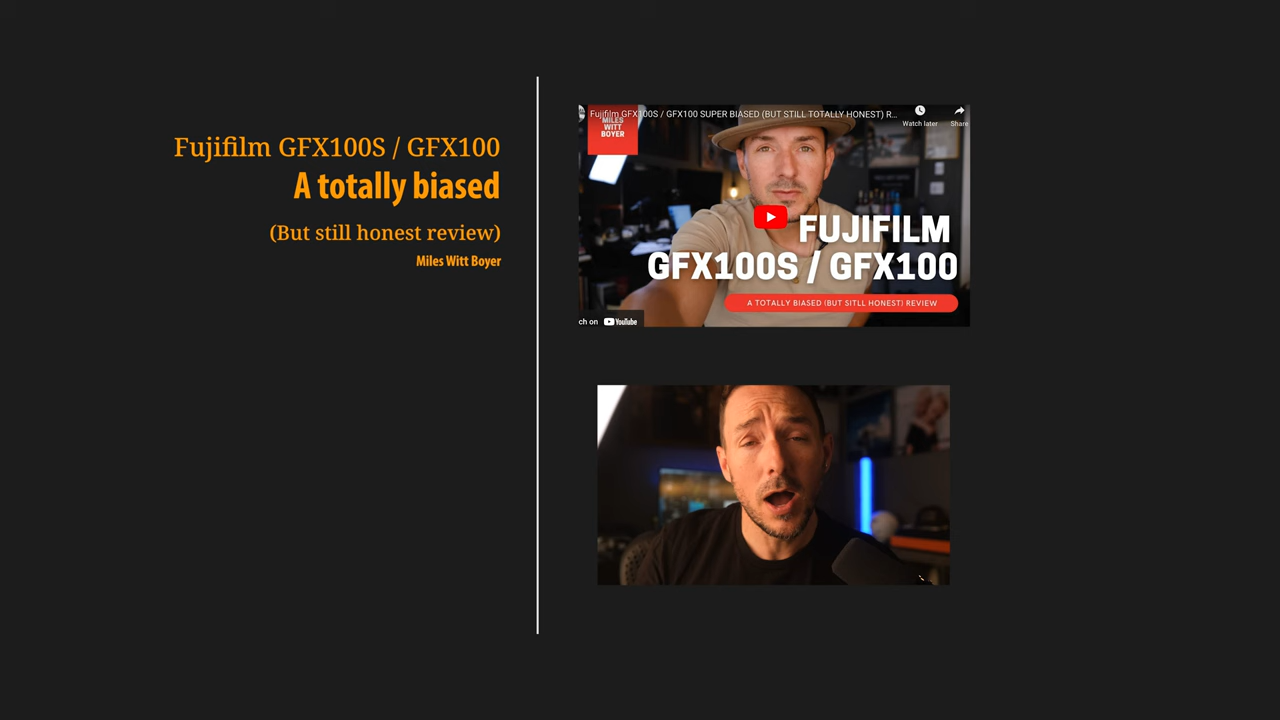 Fujifilm GFX100S / GFX100
A totally biased
(But still honest review)
Miles Witt Boyer
Fujifilm GFX100S / GFX100 SUPER BIASED (BUT STILL TOTALLY HONEST) R...
Watch later
Share
MILES
WITT
BOYER
FUJIFILM
GFX100S / GFX100
A TOTALLY BIASED (BUT SITLL HONEST) REVIEW
ch on YouTube